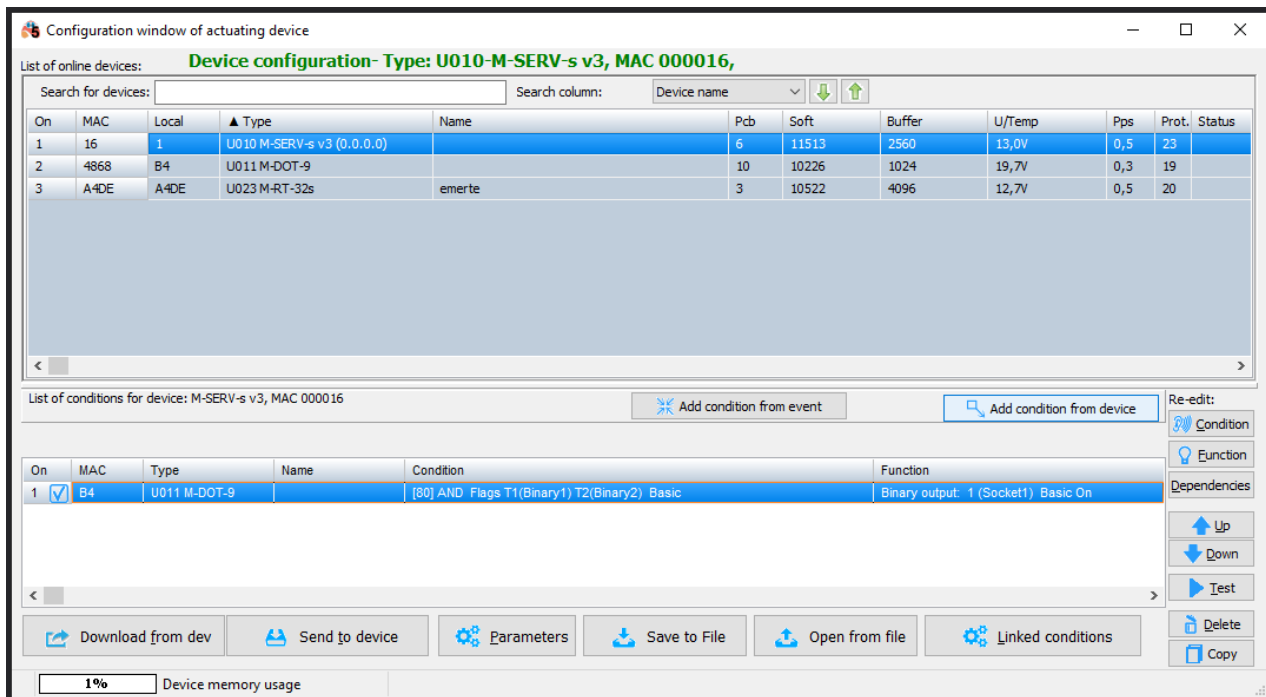 Configuration window of actuating device
List of online devices: Device configuration- Type: U010-M-SERV-s v3, MAC 000016,
Search for devices: Search column: Device name
On MAC Local ▲ Type Name Pcb Soft Buffer U/Temp Pps Prot. Status
1 16 1 U010 M-SERV-s v3 (0.0.0.0) 6 11513 2560 13,0V 0,5 23
2 4868 B4 U011 M-DOT-9 10 10226 1024 19,7V 0,3 19
3 A4DE A4DE U023 M-RT-32s emerte 3 10522 4096 12,7V 0,5 20
List of conditions for device: M-SERV-s v3, MAC 000016
Add condition from event
Add condition from device
Re-edit:
Condition
Function
Dependencies
On MAC Type Name Condition Function
1 B4 U011 M-DOT-9 [80] AND Flags T1(Binary1) T2(Binary2) Basic Binary output: 1 (Socket1) Basic On
Up
Down
Test
Delete
Copy
Download from dev Send to device Parameters Save to File Open from file Linked conditions
1% Device memory usage